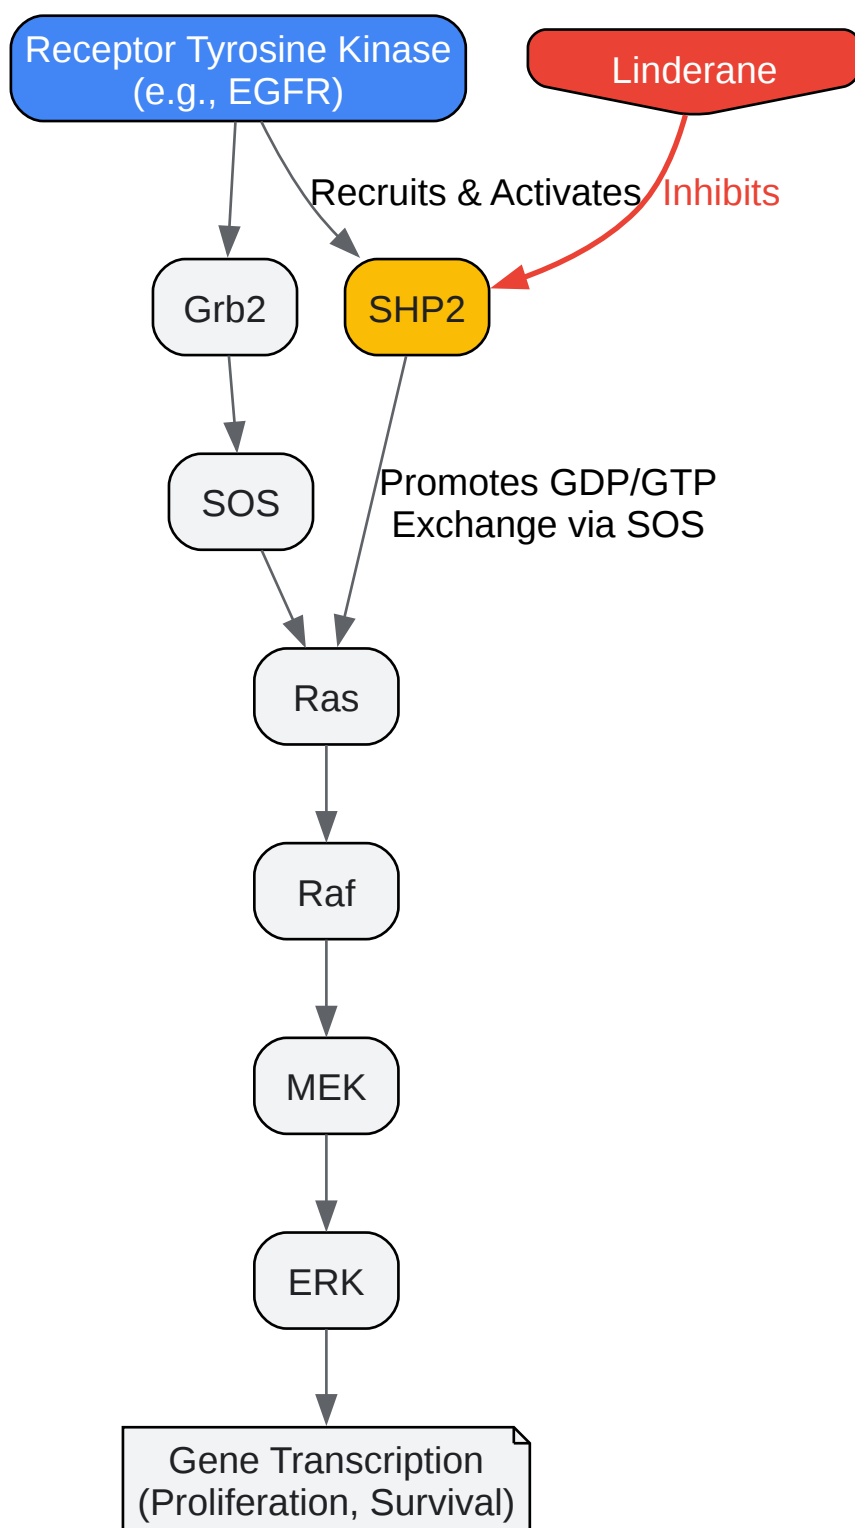 Receptor Tyrosine Kinase
(e.g., EGFR)
Linderane
Recruits & Activates
Inhibits
Grb2
SHP2
SOS
Promotes GDP/GTP
Exchange via SOS
Ras
Raf
MEK
ERK
Gene Transcription
(Proliferation, Survival)